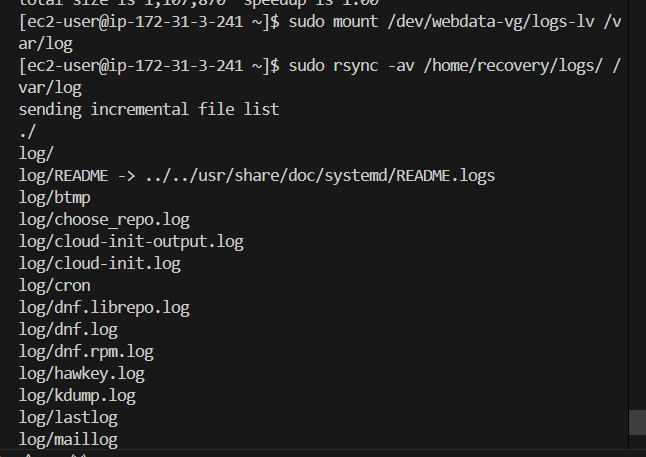 total size is 1,107,870  speedup is 1.00
[ec2-user@ip-172-31-3-241 ~]$ sudo mount /dev/webdata-vg/logs-lv /v
ar/log
[ec2-user@ip-172-31-3-241 ~]$ sudo rsync -av /home/recovery/logs/ /
var/log
sending incremental file list
./
log/
log/README -> ../../usr/share/doc/systemd/README.logs
log/btmp
log/choose_repo.log
log/cloud-init-output.log
log/cloud-init.log
log/cron
log/dnf.librepo.log
log/dnf.log
log/dnf.rpm.log
log/hawkey.log
log/kdump.log
log/lastlog
log/maillog